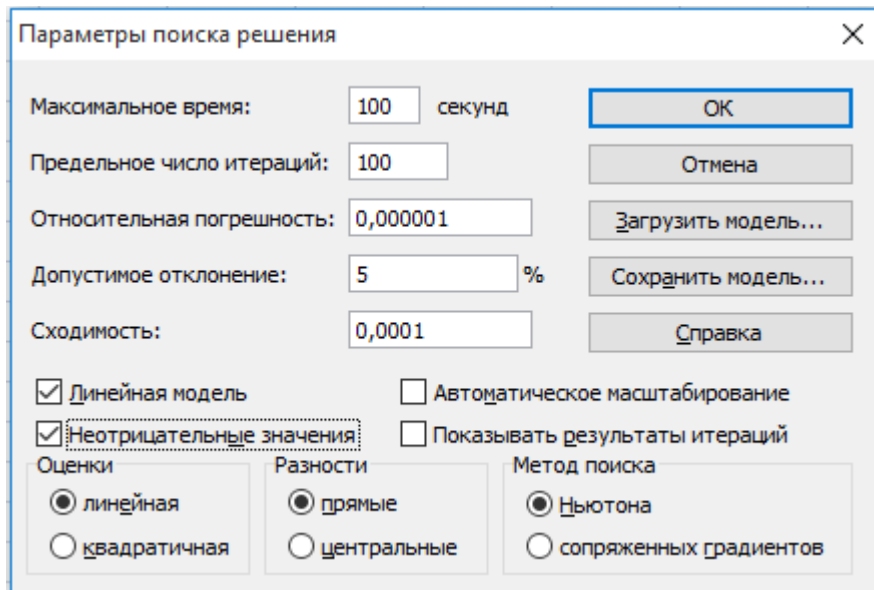 Параметры поиска решения
Максимальное время: 100 секунд
ОК
Предельное число итераций: 100
Отмена
Относительная погрешность: 0,000001
Загрузить модель...
Допустимое отклонение: 5 %
Сохранить модель...
Сходимость: 0,0001
Справка
Линейная модель
Автоматическое масштабирование
Неотрицательные значения
Показывать результаты итераций
Оценки
линейная
квадратичная
Разности
прямые
центральные
Метод поиска
Ньютона
сопряженных градиентов